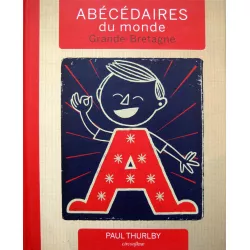 ABÉCÉDAIRES
du monde
Grande-Bretagne
A
PAUL THURLBY